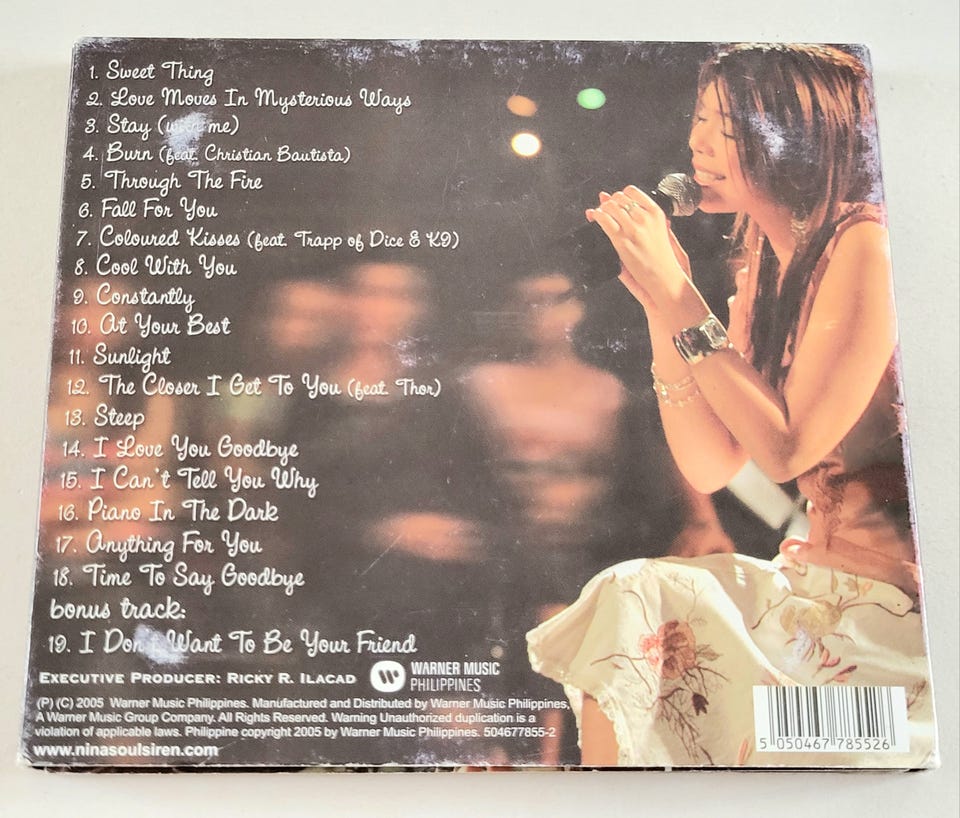 1. Sweet Thing
2. Love Moves In Mysterious Ways
3. Stay (with me)
4. Burn (feat. Christian Bautista)
5. Through The Fire
6. Fall For You
7. Coloured Kisses (feat. Trapp of Dice & K9)
8. Cool With You
9. Constantly
10. At Your Best
11. Sunlight
12. The Closer I Get To You (feat. Thor)
13. Steep
14. I Love You Goodbye
15. I Can't Tell You Why
16. Piano In The Dark
17. Anything For You
18. Time To Say Goodbye
bonus track:
19. I Don't Want To Be Your Friend
EXECUTIVE PRODUCER: RICKY R. ILACAD
WARNER MUSIC
PHILIPPINES
(P) (C) 2005 Warner Music Philippines. Manufactured and Distributed by Warner Music Philippines,
A Warner Music Group Company. All Rights Reserved. Warning Unauthorized duplication is a
violation of applicable laws. Philippine copyright 2005 by Warner Music Philippines. 504677855-2
www.ninasoulsiren.com
5 050467 785526